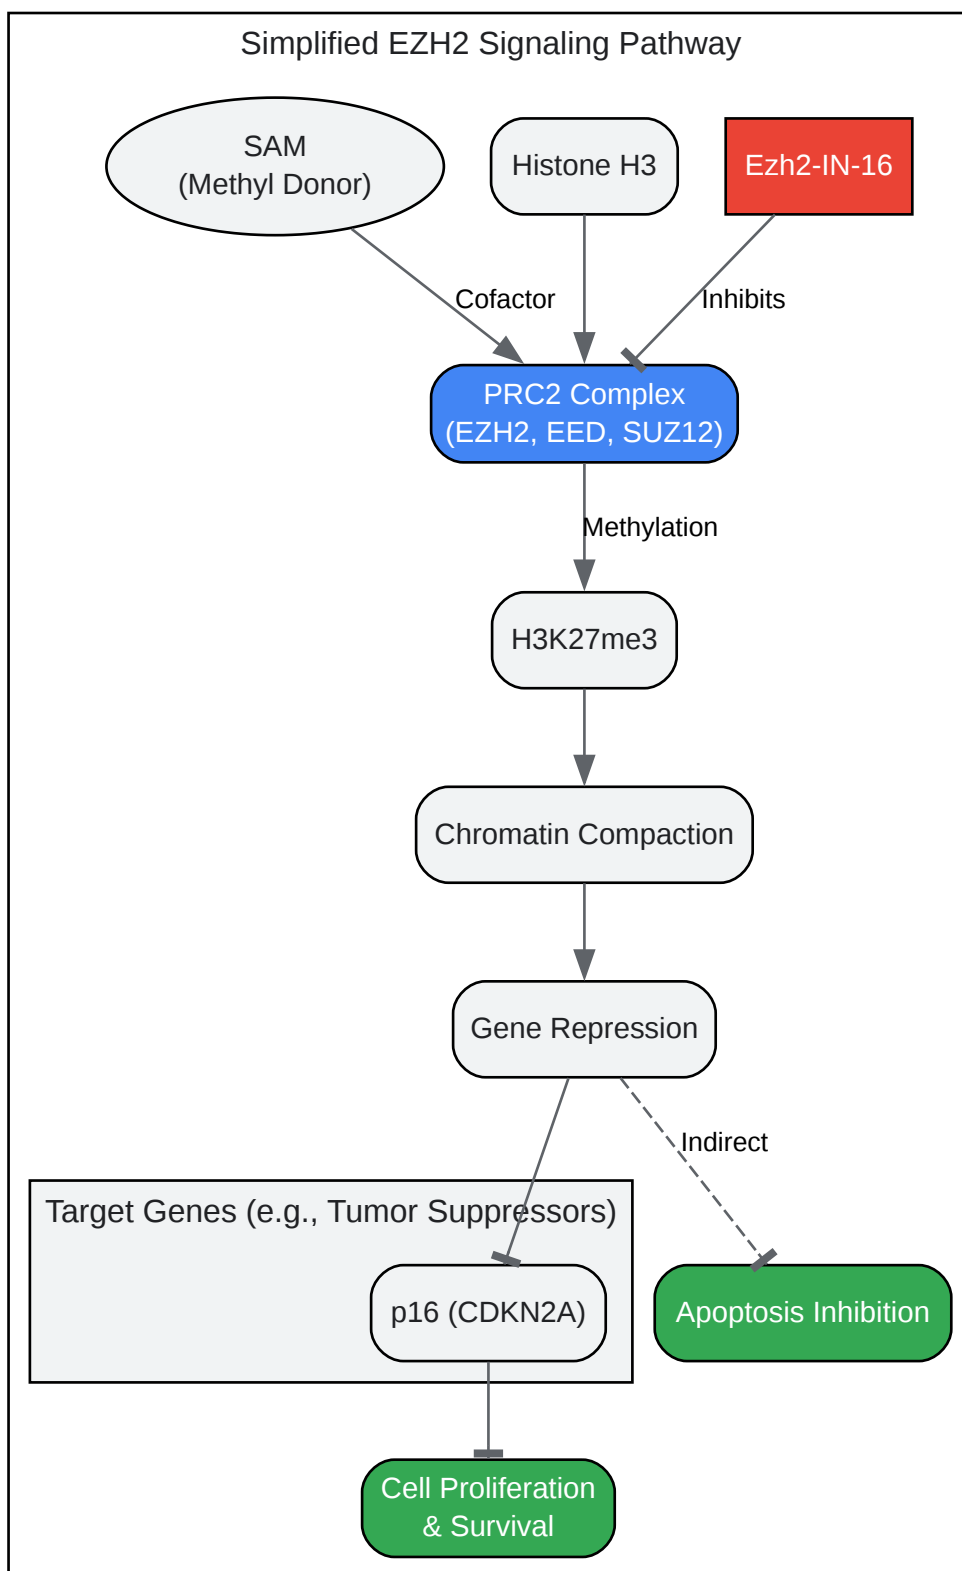 Simplified EZH2 Signaling Pathway
SAM
(Methyl Donor)
Histone H3
Ezh2-IN-16
Cofactor
Inhibits
PRC2 Complex
(EZH2, EED, SUZ12)
Methylation
H3K27me3
Chromatin Compaction
Gene Repression
Indirect
Target Genes (e.g., Tumor Suppressors)
p16 (CDKN2A)
Apoptosis Inhibition
Cell Proliferation
& Survival